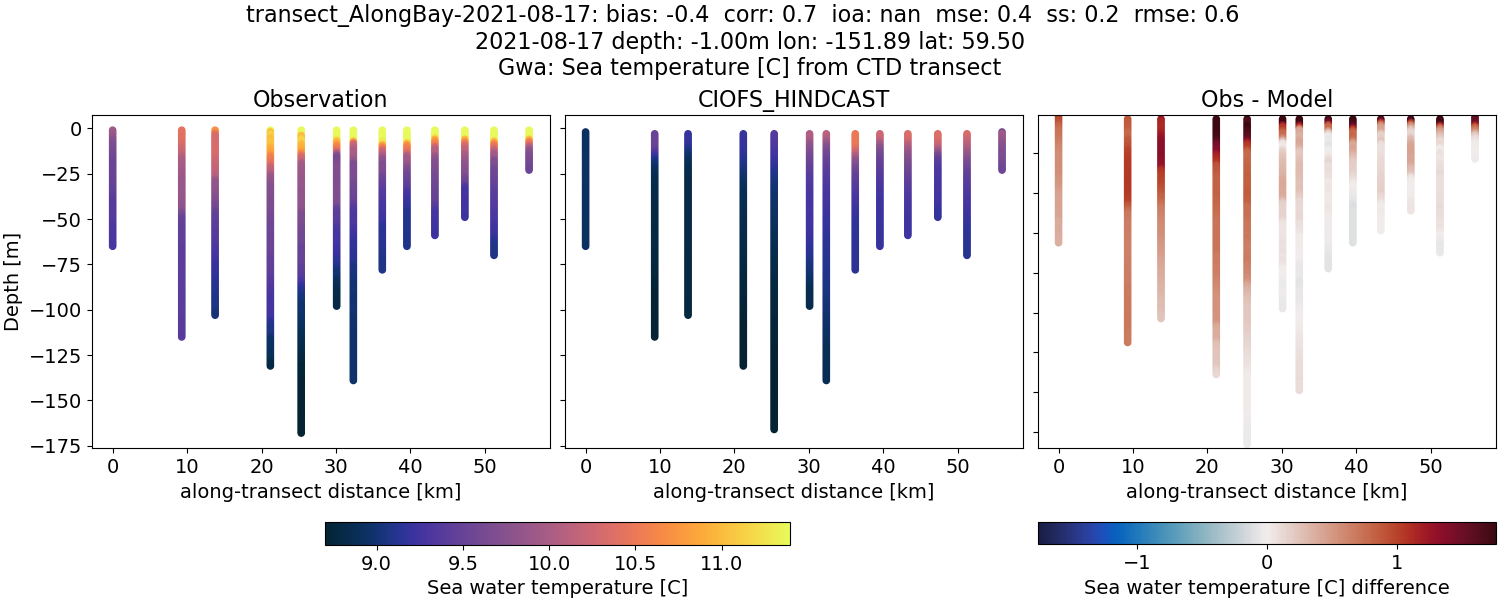 transect_AlongBay-2021-08-17: bias: -0.4  corr: 0.7  ioa: nan  mse: 0.4  ss: 0.2  rmse: 0.6
2021-08-17 depth: -1.00m lon: -151.89 lat: 59.50
Gwa: Sea temperature [C] from CTD transect
Observation
CIOFS_HINDCAST
Obs - Model
Depth [m]
0
−25
−50
−75
−100
−125
−150
−175
0 10 20 30 40 50
0 10 20 30 40 50
0 10 20 30 40 50
along-transect distance [km]
along-transect distance [km]
along-transect distance [km]
9.0 9.5 10.0 10.5 11.0
Sea water temperature [C]
−1 0 1
Sea water temperature [C] difference